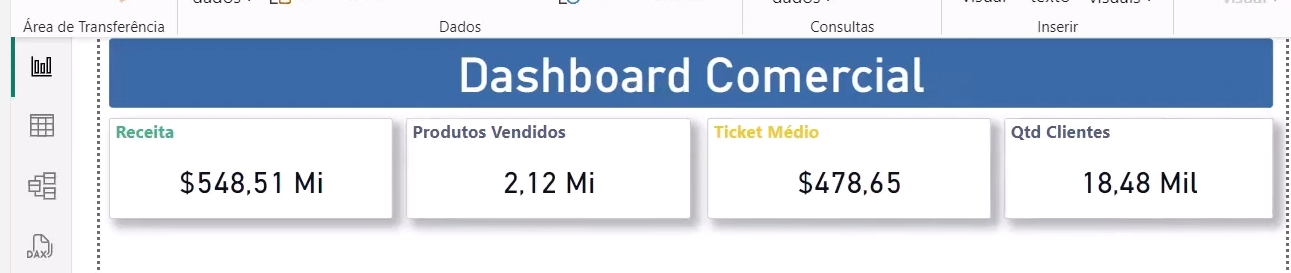 Área de Transferência
Dados
Consultas
Inserir
Dashboard Comercial
Receita
$548,51 Mi
Produtos Vendidos
2,12 Mi
Ticket Médio
$478,65
Qtd Clientes
18,48 Mil
DAX